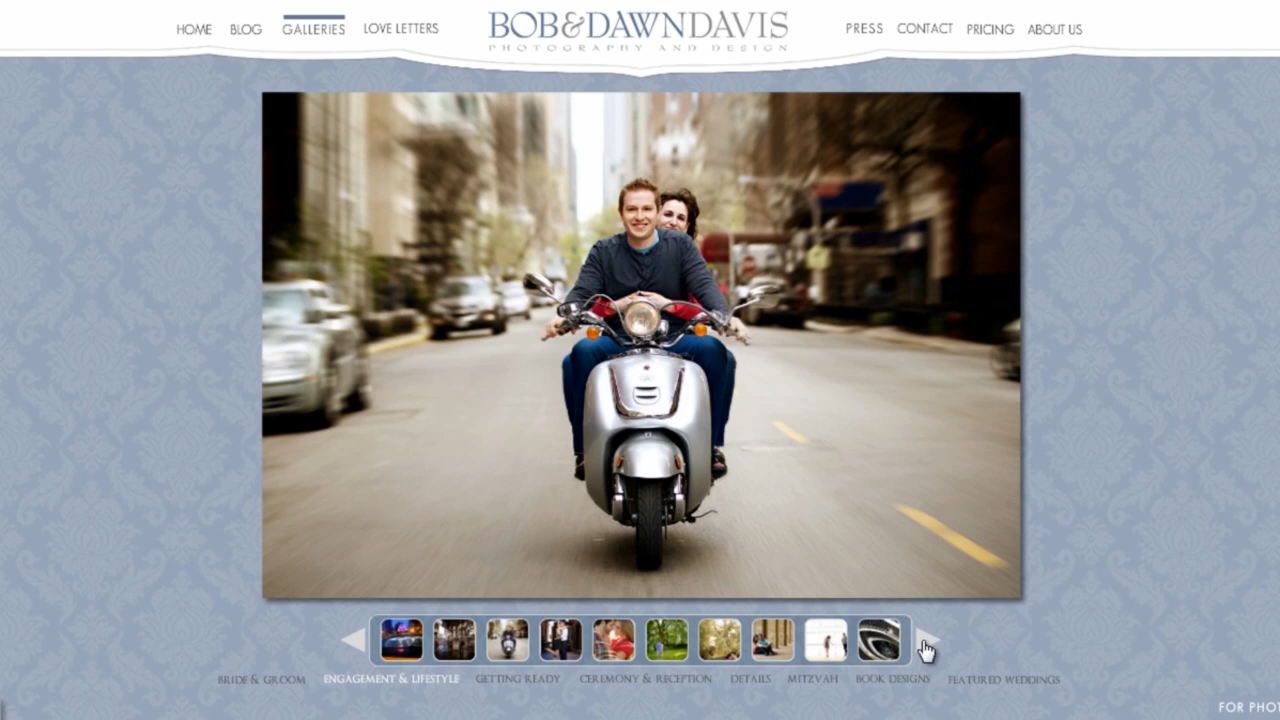 HOME BLOG GALLERIES LOVE LETTERS BOB&DAWNDAVIS PRESS CONTACT PRICING ABOUT US
PHOTOGRAPHY AND DESIGN
BRIDE & GROOM ENGAGEMENT & LIFESTYLE GETTING READY CEREMONY & RECEPTION DETAILS MITZVAH BOOK DESIGNS FEATURED WEDDINGS
FOR PHOT